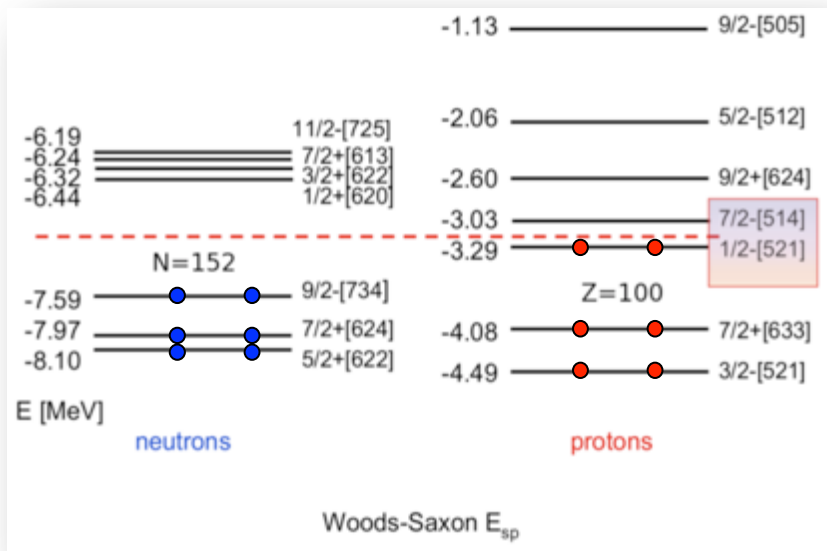 -1.13 9/2-[505]
-2.06 5/2-[512]
-2.60 9/2+[624]
-3.03 7/2-[514]
-3.29 1/2-[521]
Z=100
-4.08 7/2+[633]
-4.49 3/2-[521]
protons
-6.19 11/2-[725]
-6.24 7/2+[613]
-6.32 3/2+[622]
-6.44 1/2+[620]
N=152
-7.59 9/2-[734]
-7.97 7/2+[624]
-8.10 5/2+[622]
E [MeV]
neutrons
Woods-Saxon Esp